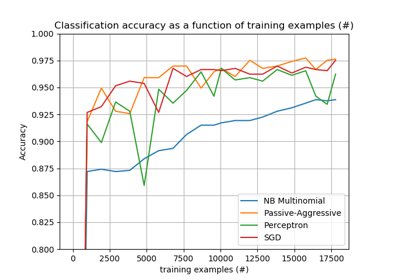 Classification accuracy as a function of training examples (#)
1.000
0.975
0.950
0.925
0.900
0.875
0.850
0.825
0.800
Accuracy
NB Multinomial
Passive-Aggressive
Perceptron
SGD
0 2500 5000 7500 10000 12500 15000 17500
training examples (#)